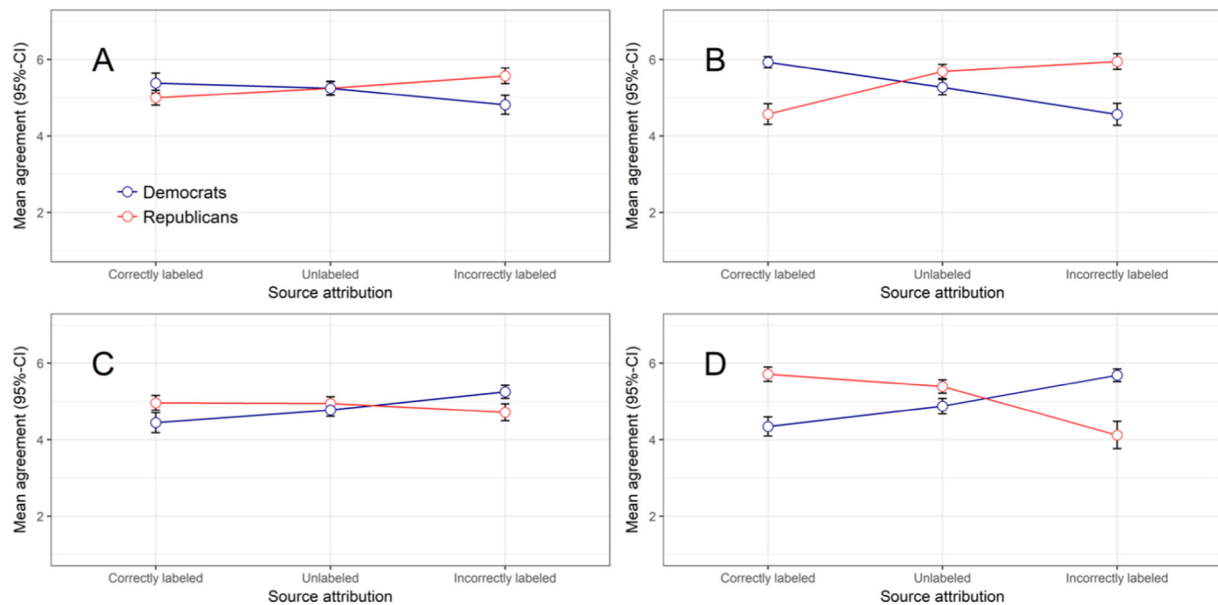 A
Mean agreement (95%-CI)
6
4
2
Democrats
Republicans
Correctly labeled Unlabeled Incorrectly labeled
Source attribution
B
Mean agreement (95%-CI)
6
4
2
Correctly labeled Unlabeled Incorrectly labeled
Source attribution
C
Mean agreement (95%-CI)
6
4
2
Correctly labeled Unlabeled Incorrectly labeled
Source attribution
D
Mean agreement (95%-CI)
6
4
2
Correctly labeled Unlabeled Incorrectly labeled
Source attribution